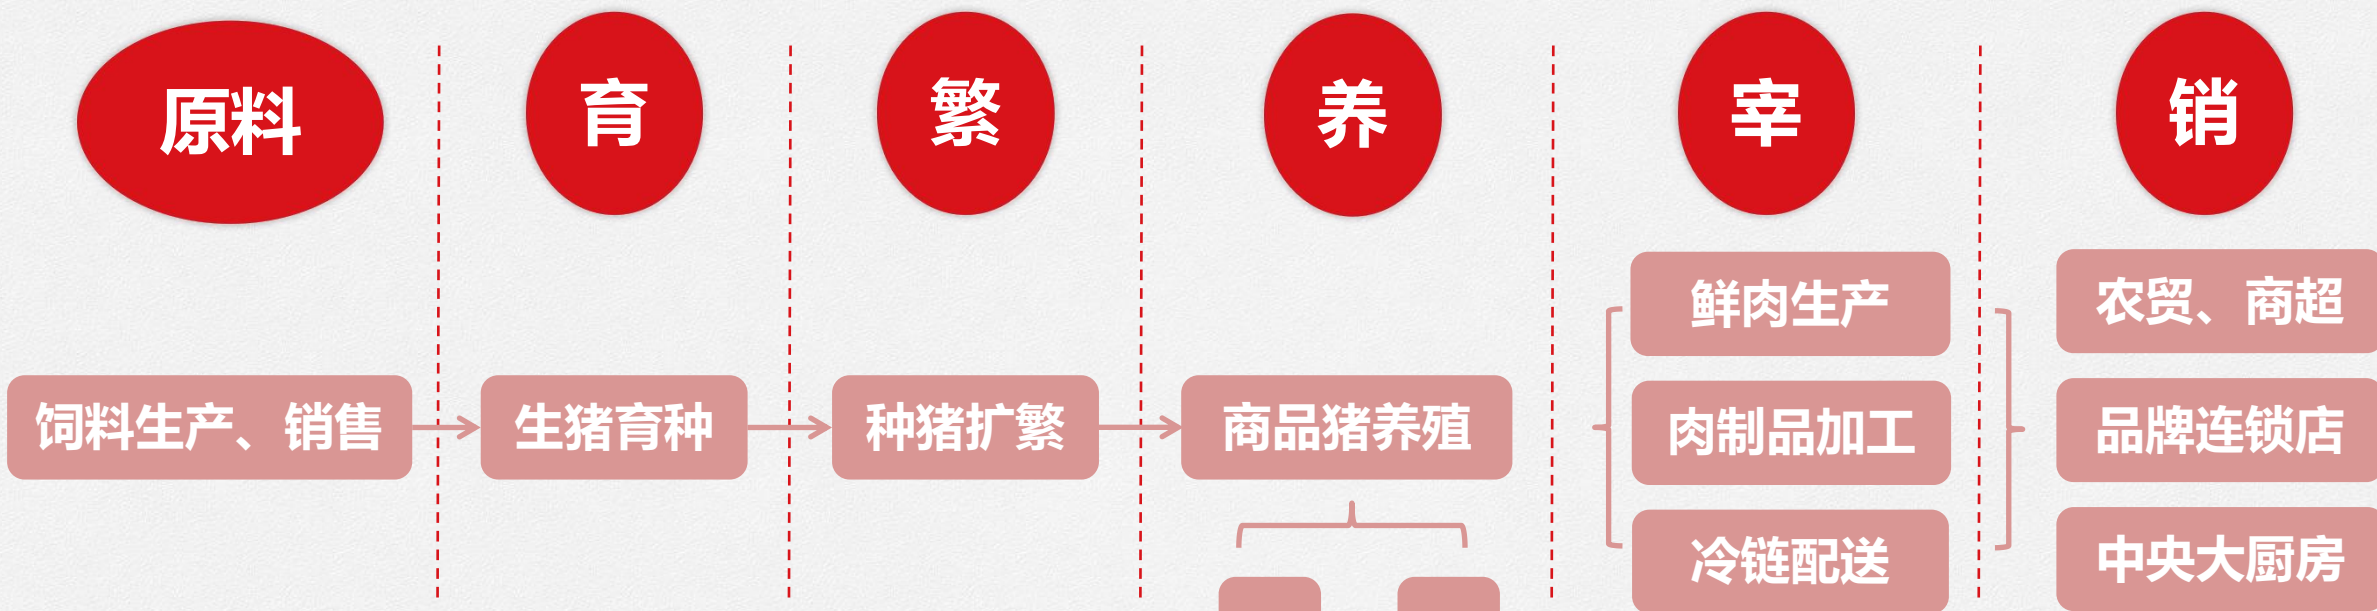 原料
育
繁
养
宰
销
饲料生产、销售
生猪育种
种猪扩繁
商品猪养殖
鲜肉生产
肉制品加工
冷链配送
农贸、商超
品牌连锁店
中央大厨房